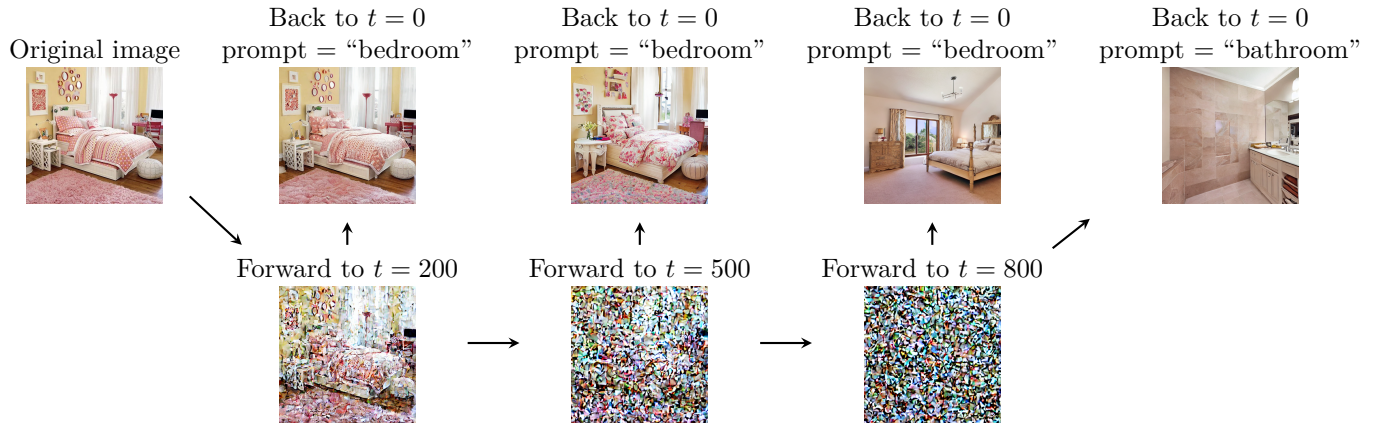 Original image
Back to t = 0
prompt = “bedroom”
Back to t = 0
prompt = “bedroom”
Back to t = 0
prompt = “bedroom”
Back to t = 0
prompt = “bathroom”
Forward to t = 200
Forward to t = 500
Forward to t = 800